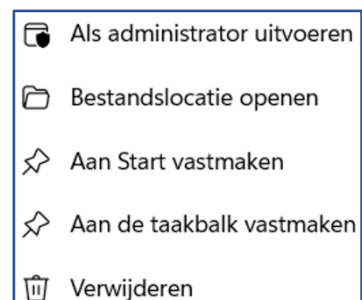 Als administrator uitvoeren
Bestandslocatie openen
Aan Start vastmaken
Aan de taakbalk vastmaken
Verwijderen